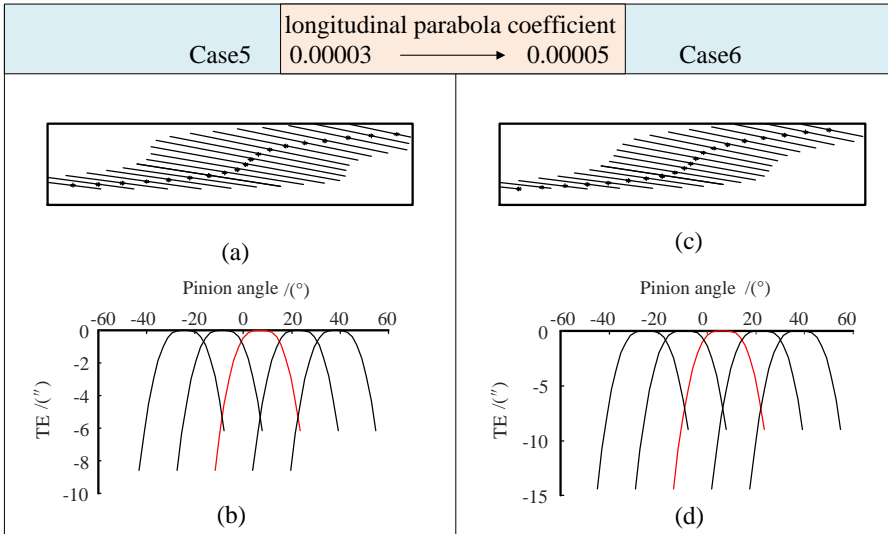 longitudinal parabola coefficient
Case5 0.00003 0.00005 Case6
(a)
(c)
Pinion angle /(°)
-60 -40 -20 0 20 40 60
0
-2
-4
-6
-8
-10
TE /(″)
(b)
Pinion angle /(°)
-60 -40 -20 0 20 40 60
0
-5
-10
-15
TE /(″)
(d)